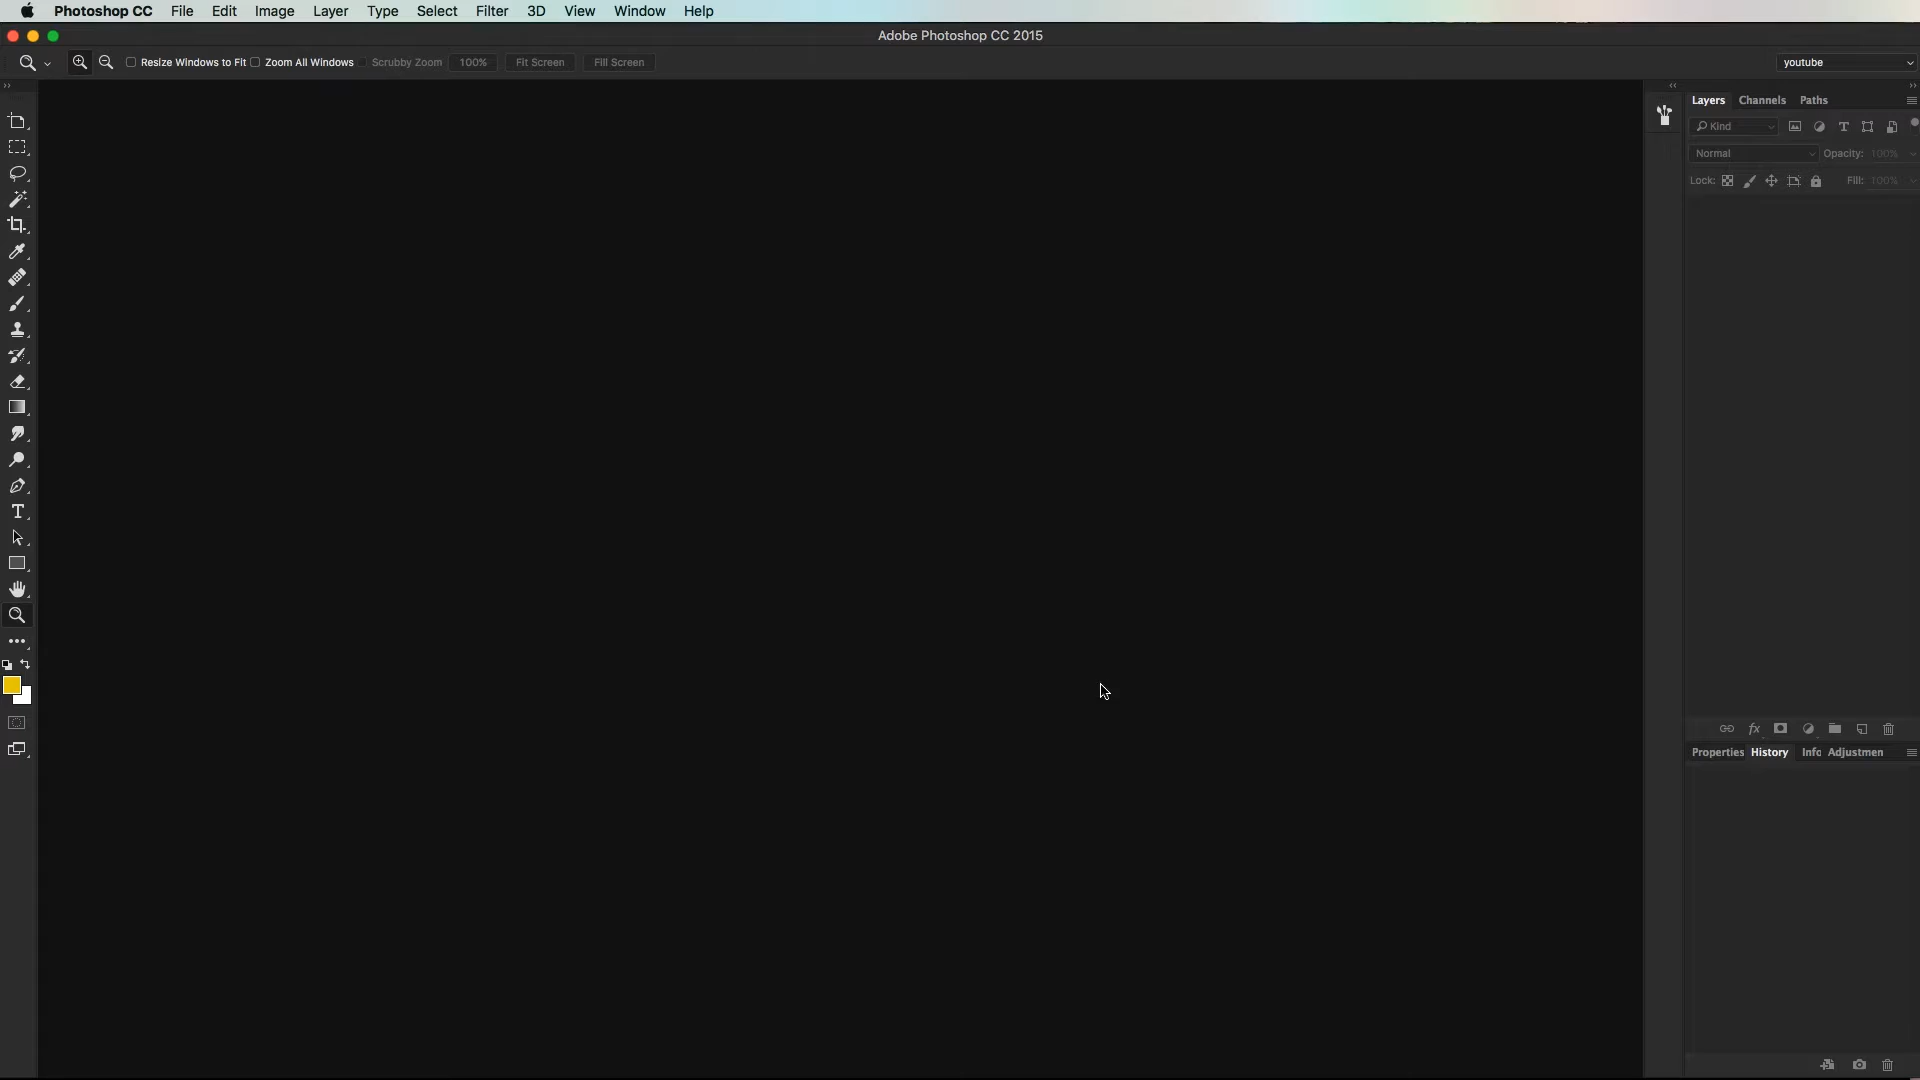 Photoshop CC File Edit Image Layer Type Select Filter 3D View Window Help
Adobe Photoshop CC 2015
Resize Windows to Fit Zoom All Windows Scrubby Zoom 100% Fit Screen Fill Screen youtube
Layers Channels Paths
Kind
Normal Opacity: 100%
Lock: Fill: 100%
Properties History Info Adjustmen